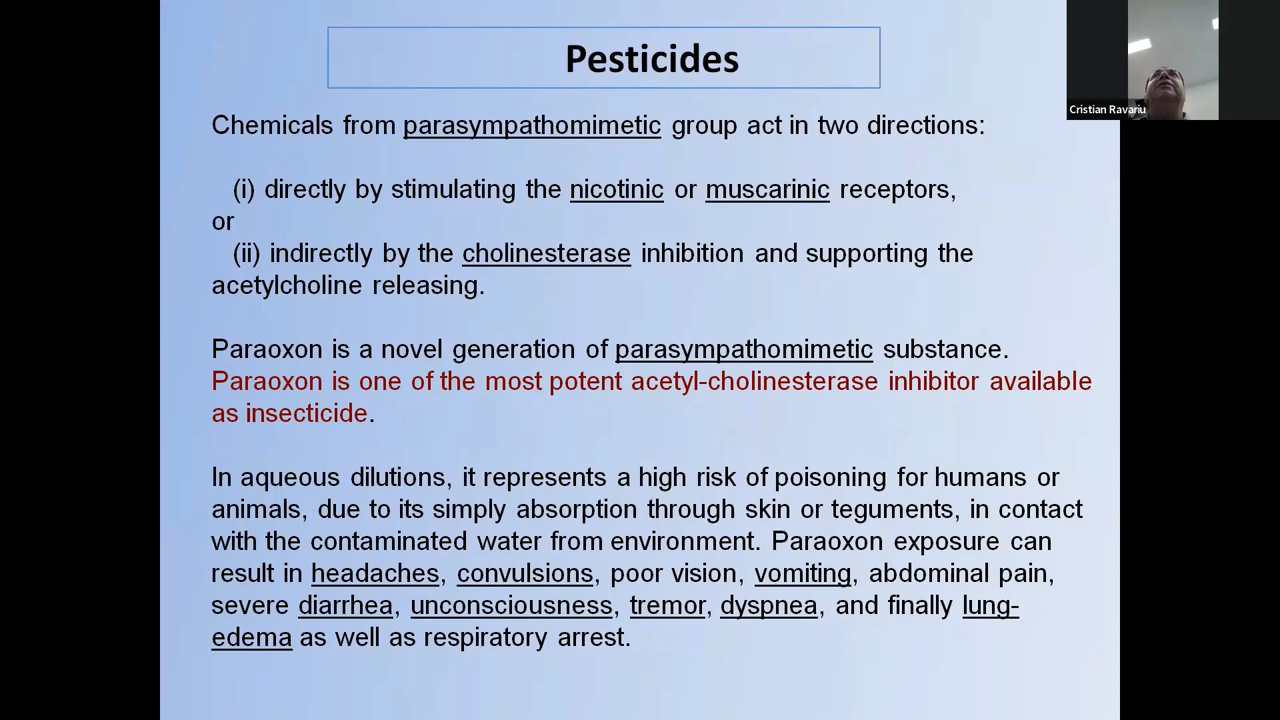 Pesticides
Cristian Ravariu
Chemicals from parasympathomimetic group act in two directions:
(i) directly by stimulating the nicotinic or muscarinic receptors,
or
(ii) indirectly by the cholinesterase inhibition and supporting the
acetylcholine releasing.
Paraoxon is a novel generation of parasympathomimetic substance.
Paraoxon is one of the most potent acetyl-cholinesterase inhibitor available
as insecticide.
In aqueous dilutions, it represents a high risk of poisoning for humans or
animals, due to its simply absorption through skin or teguments, in contact
with the contaminated water from environment. Paraoxon exposure can
result in headaches, convulsions, poor vision, vomiting, abdominal pain,
severe diarrhea, unconsciousness, tremor, dyspnea, and finally lung-
edema as well as respiratory arrest.